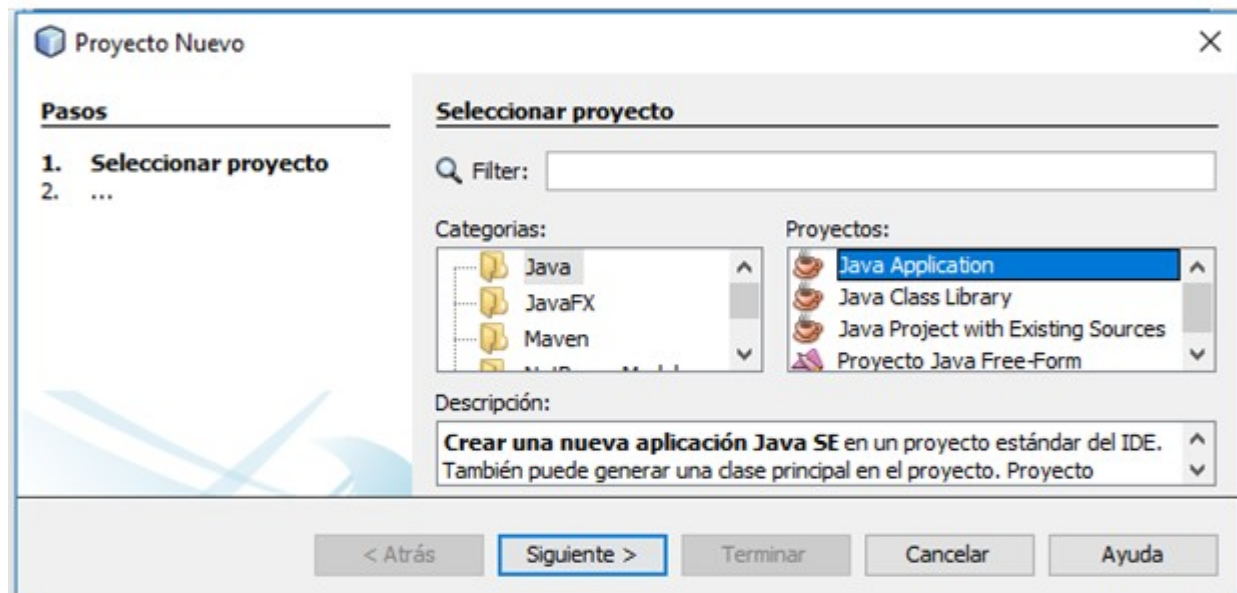 Proyecto Nuevo
Pasos
1. Seleccionar proyecto
2. ...
Seleccionar proyecto
Filter:
Categorias:
Java
JavaFX
Maven
Proyectos:
Java Application
Java Class Library
Java Project with Existing Sources
Proyecto Java Free-Form
Descripción:
Crear una nueva aplicación Java SE en un proyecto estándar del IDE.
También puede generar una clase principal en el proyecto. Proyecto
< Atrás
Siguiente >
Terminar
Cancelar
Ayuda